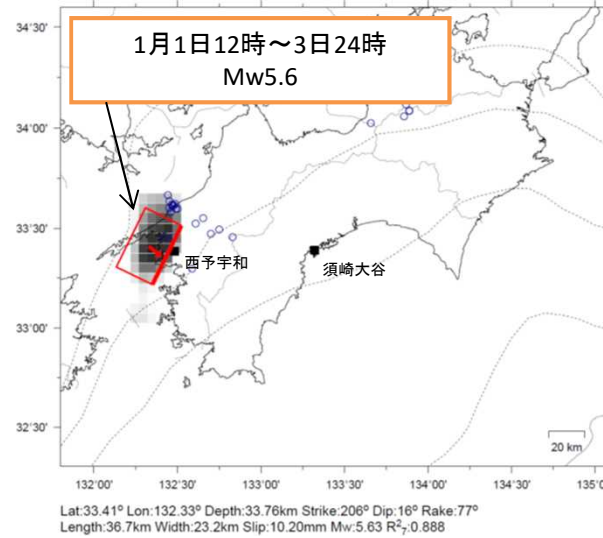 1月1日12時～3日24時
Mw5.6
34°30'
34°00'
33°30'
33°00'
32°30'
西予宇和
須崎大谷
20 km
132°00' 132°30' 133°00' 133°30' 134°00' 134°30' 135°
Lat:33.41° Lon:132.33° Depth:33.76km Strike:206° Dip:16° Rake:77°
Length:36.7km Width:23.2km Slip:10.20mm Mw:5.63 R²₇:0.888